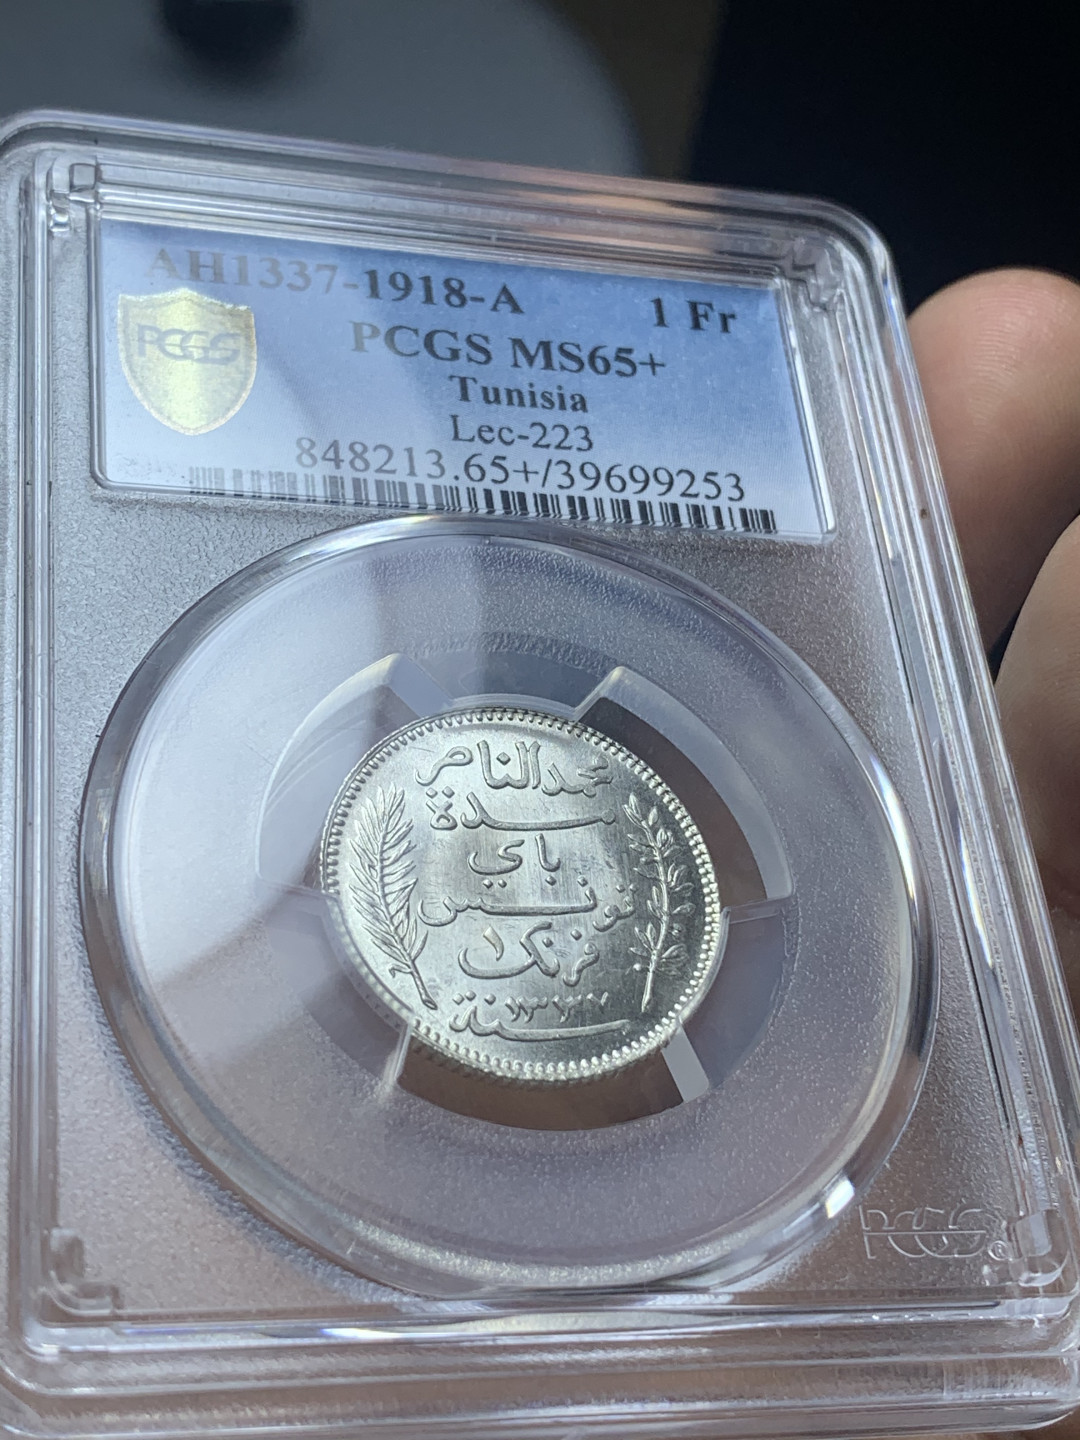 AH1337-1918-A 1 Fr
PCGS
PCGS MS65+
Tunisia
Lec-223
848213.65+/39699253
محمد الناصر
مدة
باي
تونس
١ فرنك
١٣٣٧
سنة
PCGS